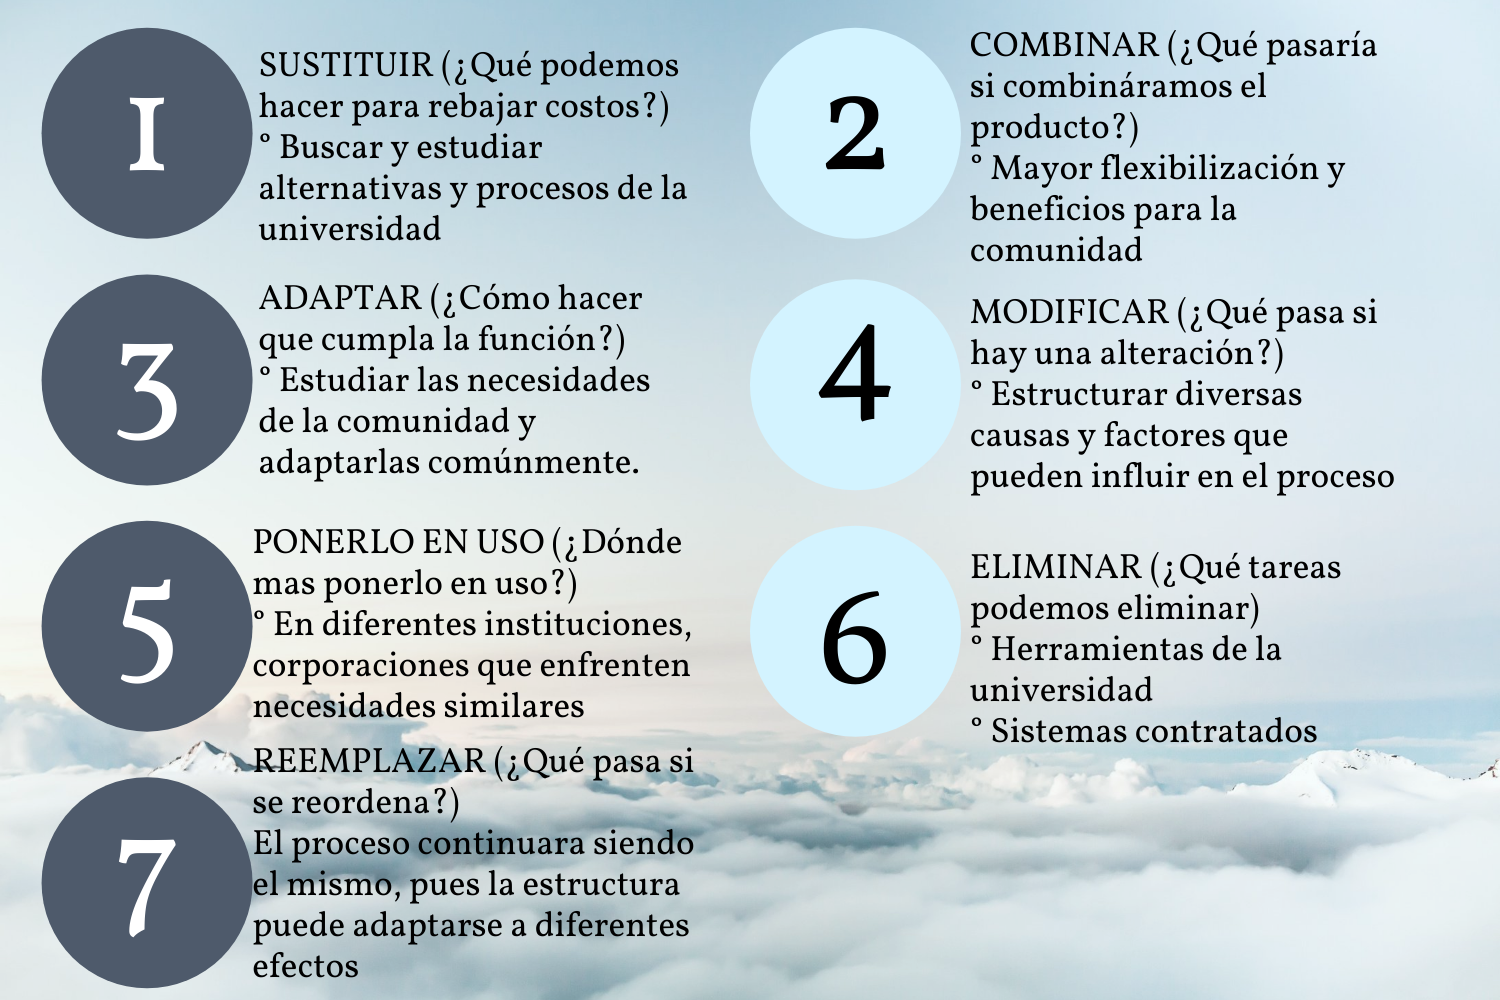 1
SUSTITUIR (¿Qué podemos
hacer para rebajar costos?)
° Buscar y estudiar
alternativas y procesos de la
universidad
2
COMBINAR (¿Qué pasaría
si combináramos el
producto?)
° Mayor flexibilización y
beneficios para la
comunidad
3
ADAPTAR (¿Cómo hacer
que cumpla la función?)
° Estudiar las necesidades
de la comunidad y
adaptarlas comúnmente.
4
MODIFICAR (¿Qué pasa si
hay una alteración?)
° Estructurar diversas
causas y factores que
pueden influir en el proceso
5
PONERLO EN USO (¿Dónde
mas ponerlo en uso?)
° En diferentes instituciones,
corporaciones que enfrenten
necesidades similares
6
ELIMINAR (¿Qué tareas
podemos eliminar)
° Herramientas de la
universidad
° Sistemas contratados
7
REEMPLAZAR (¿Qué pasa si
se reordena?)
El proceso continuara siendo
el mismo, pues la estructura
puede adaptarse a diferentes
efectos